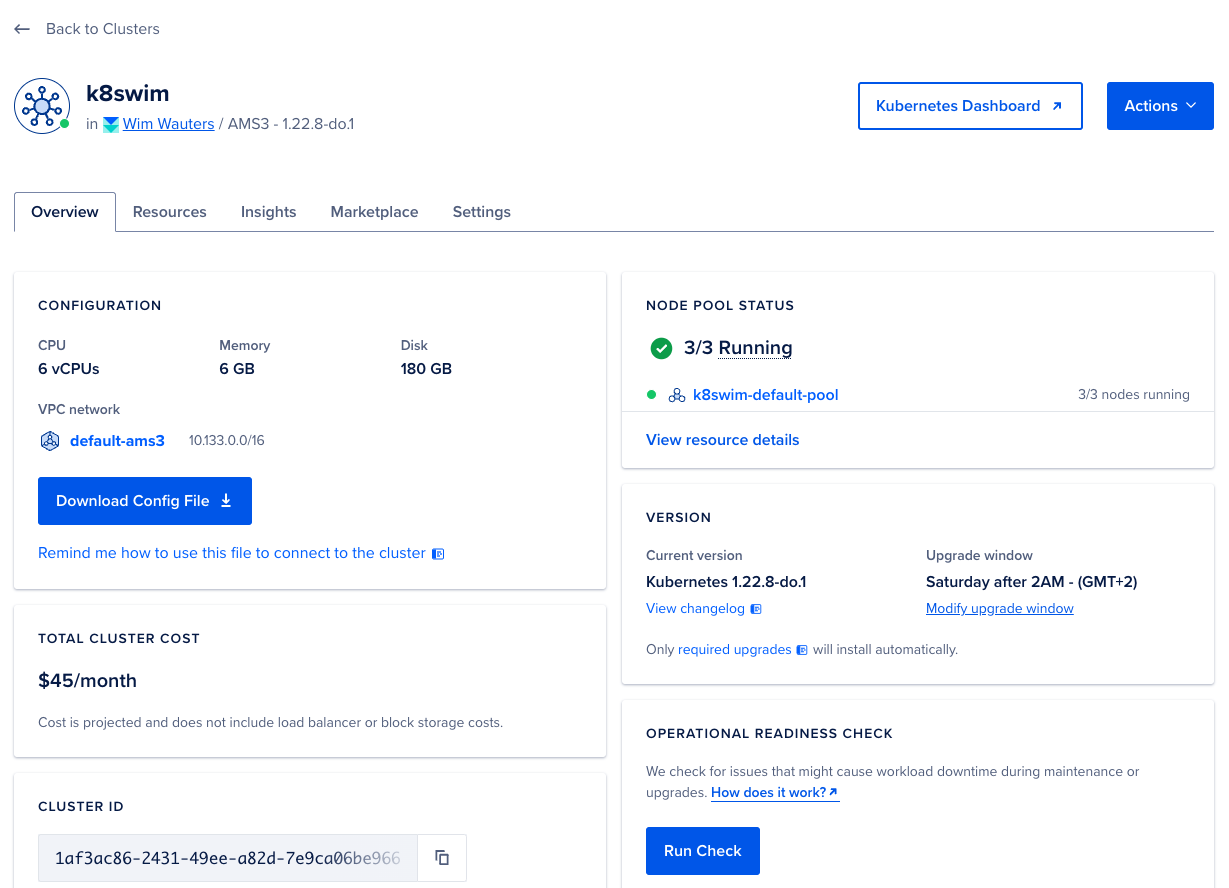 Back to Clusters
k8swim
in Wim Wauters / AMS3 - 1.22.8-do.1
Kubernetes Dashboard
Actions
Overview
Resources
Insights
Marketplace
Settings
CONFIGURATION
CPU
Memory
Disk
6 vCPUs
6 GB
180 GB
VPC network
default-ams3
10.133.0.0/16
Download Config File
Remind me how to use this file to connect to the cluster
TOTAL CLUSTER COST
$45/month
Cost is projected and does not include load balancer or block storage costs.
CLUSTER ID
1af3ac86-2431-49ee-a82d-7e9ca06be966
NODE POOL STATUS
3/3 Running
k8swim-default-pool
3/3 nodes running
View resource details
VERSION
Current version
Upgrade window
Kubernetes 1.22.8-do.1
Saturday after 2AM - (GMT+2)
View changelog
Modify upgrade window
Only required upgrades will install automatically.
OPERATIONAL READINESS CHECK
We check for issues that might cause workload downtime during maintenance or
upgrades. How does it work?
Run Check